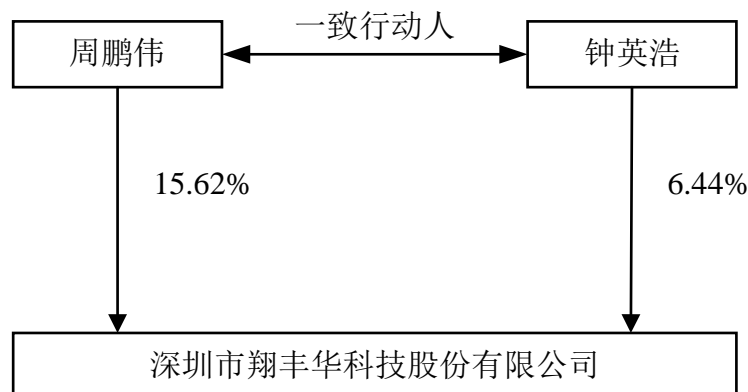 一致行动人
周鹏伟
钟英浩
15.62%
6.44%
深圳市翔丰华科技股份有限公司